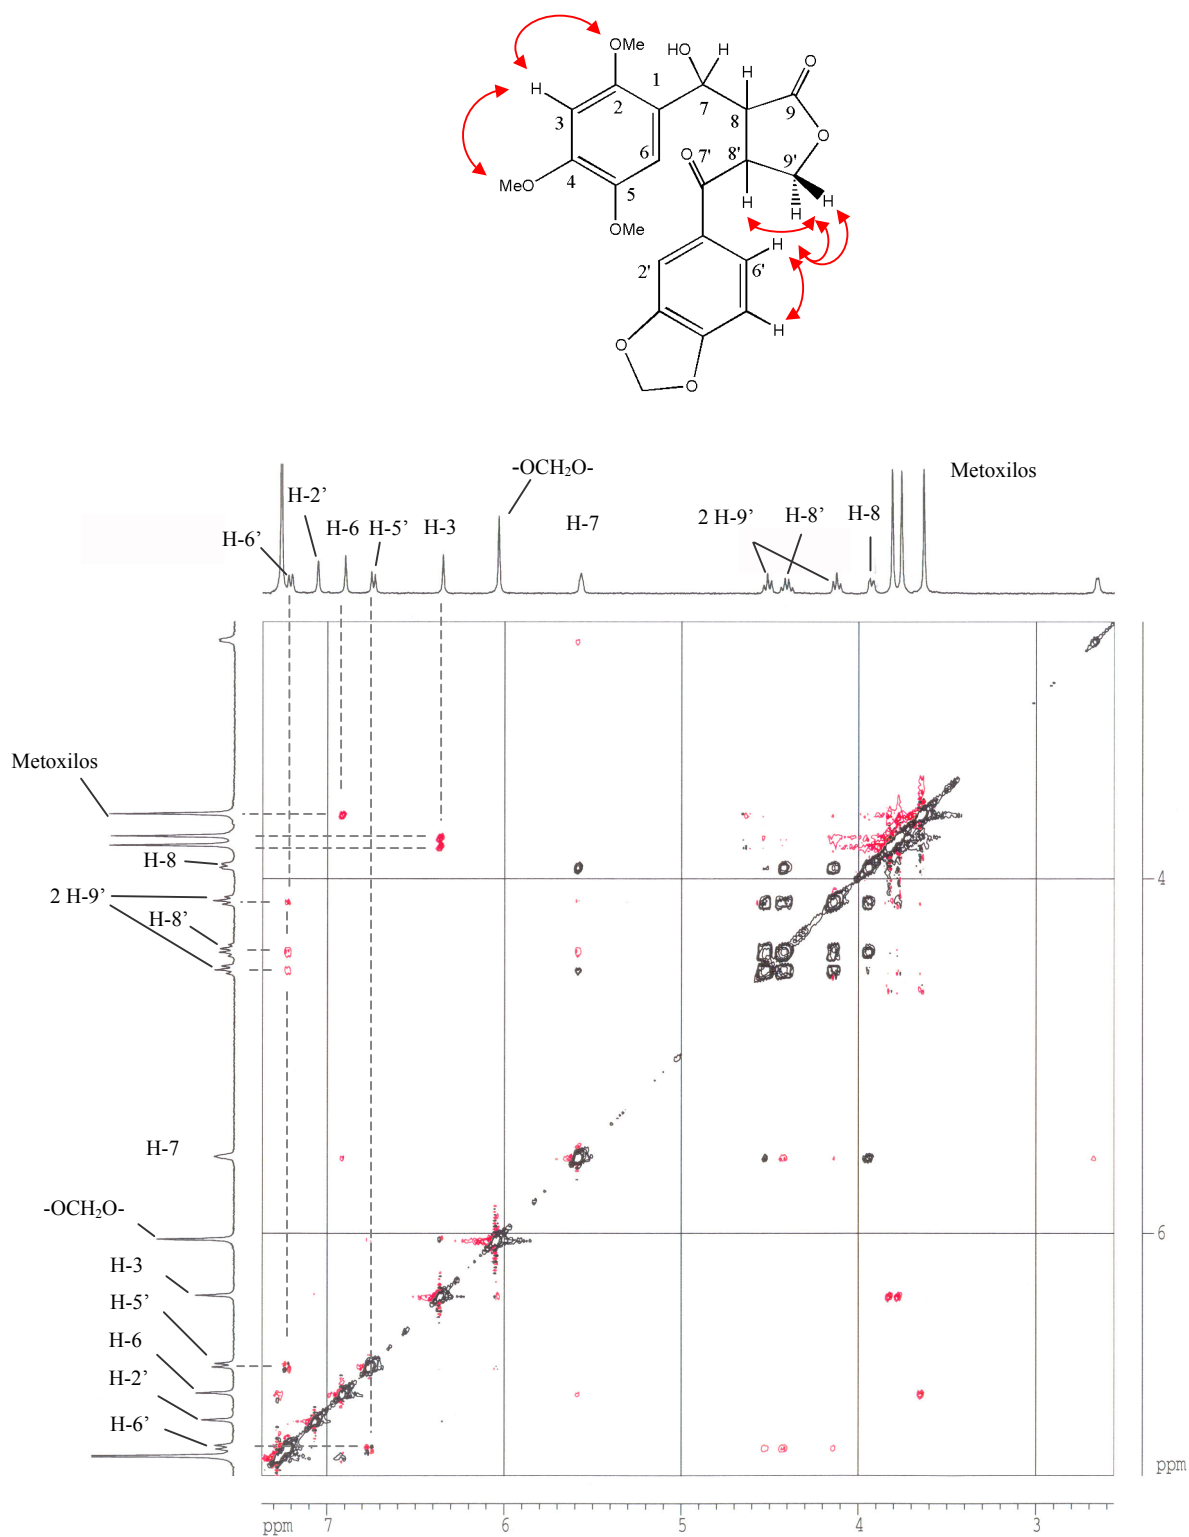 OMe
HO H H O
H 1
2 7 8 9
3 O
6 O 7' 8' 9'
MeO 4 5 H
OMe H H
H
2' 6'
H
O
O
-OCH2O-
Metoxilos
H-2'
H-6' H-6 H-5' H-3 H-7 2 H-9' H-8' H-8
Metoxilos
H-8
4
2 H-9'
H-8'
H-7
-OCH2O-
6
H-3
H-5'
H-6
H-2'
H-6'
ppm
ppm 7 6 5 4 3